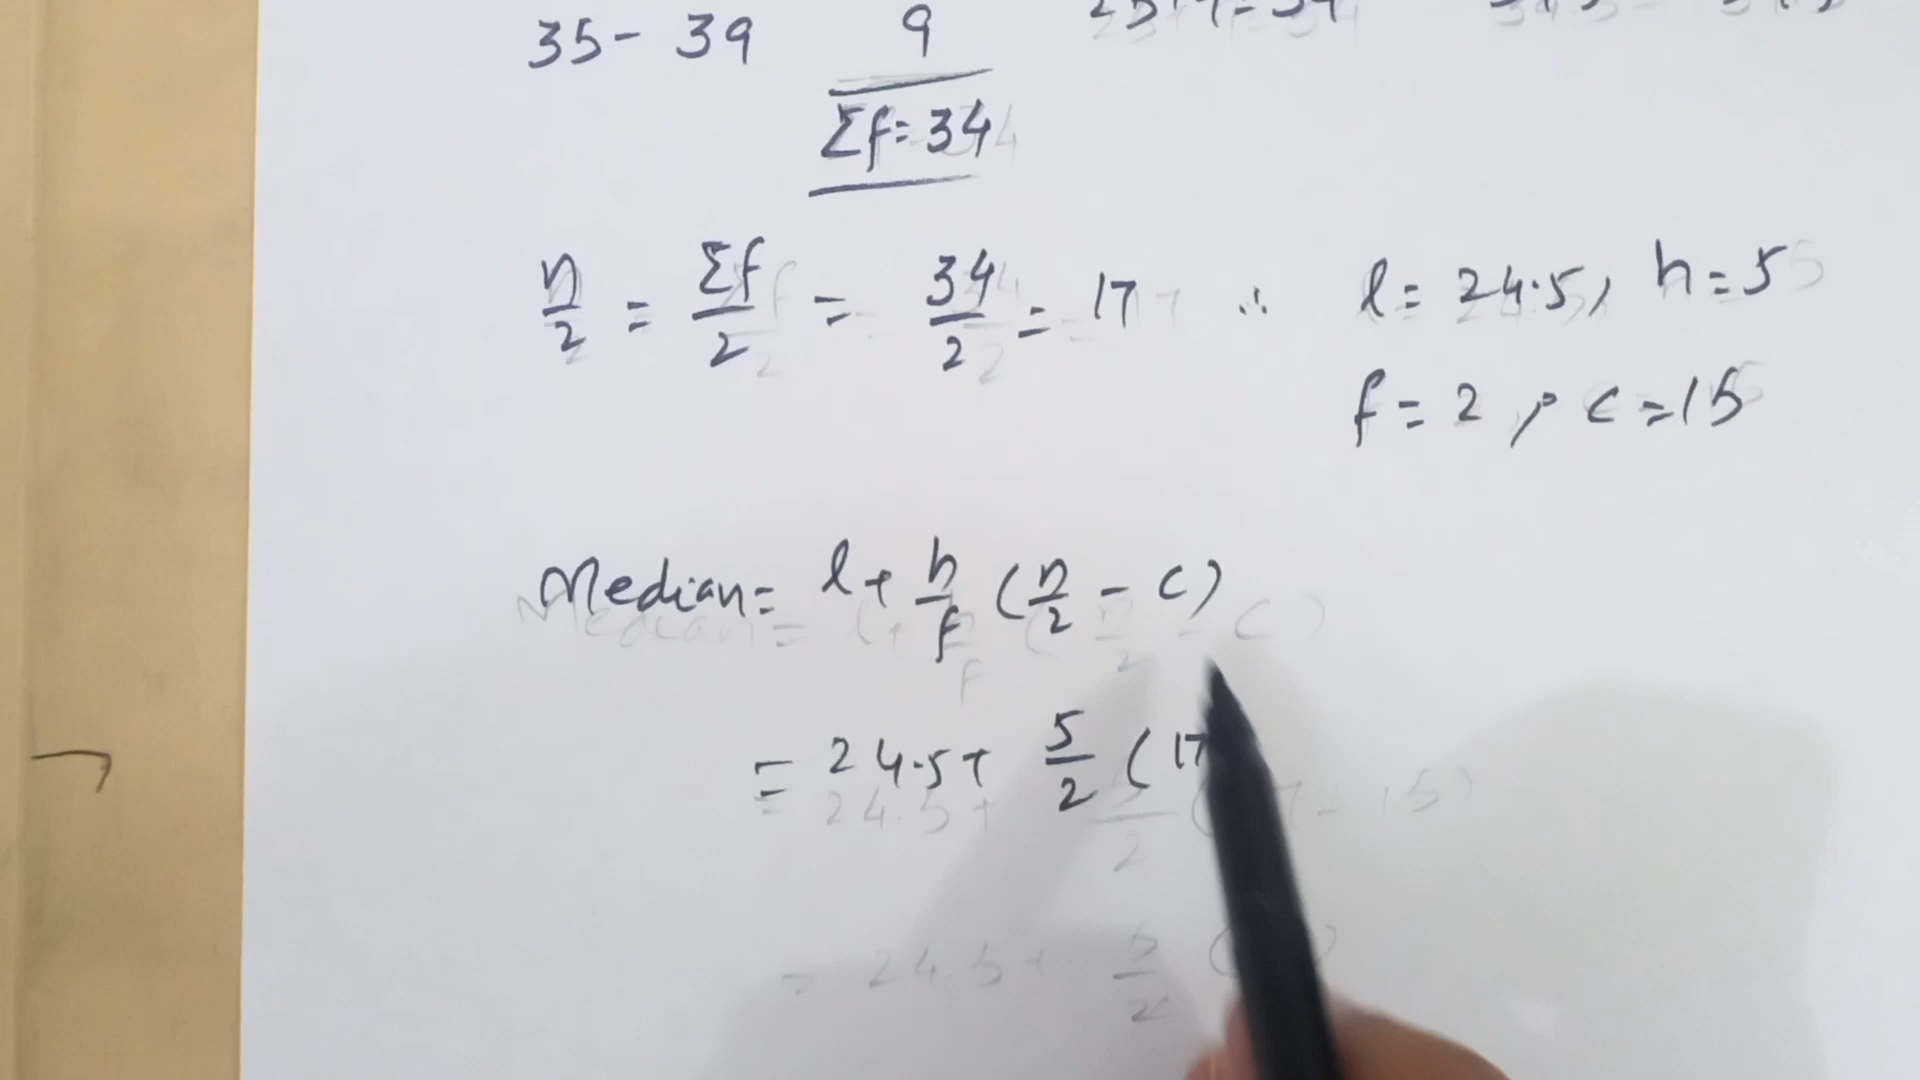 35 - 39 9
Σf = 34
n/2 = Σf/2 = 34/2 = 17 ∴ l = 24.5, h = 5
f = 2, c = 15
Median = l + h/f (n/2 - c)
= 24.5 + 5/2 (17